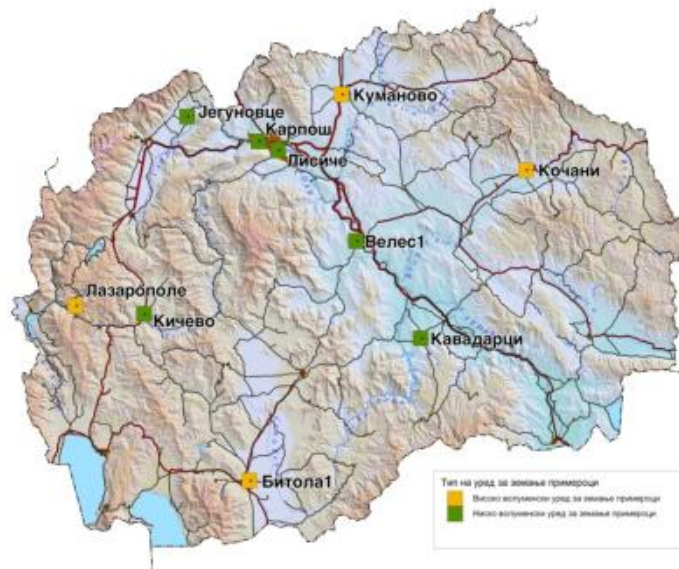 Куманово
Јегуновце
Карпош
Лисиче
Кочани
Велес1
Лазарополе
Кичево
Кавадарци
Битола1
Тип на уред за земање примероци
Високо волуменски уред за земање примероци
Ниско волуменски уред за земање примероци